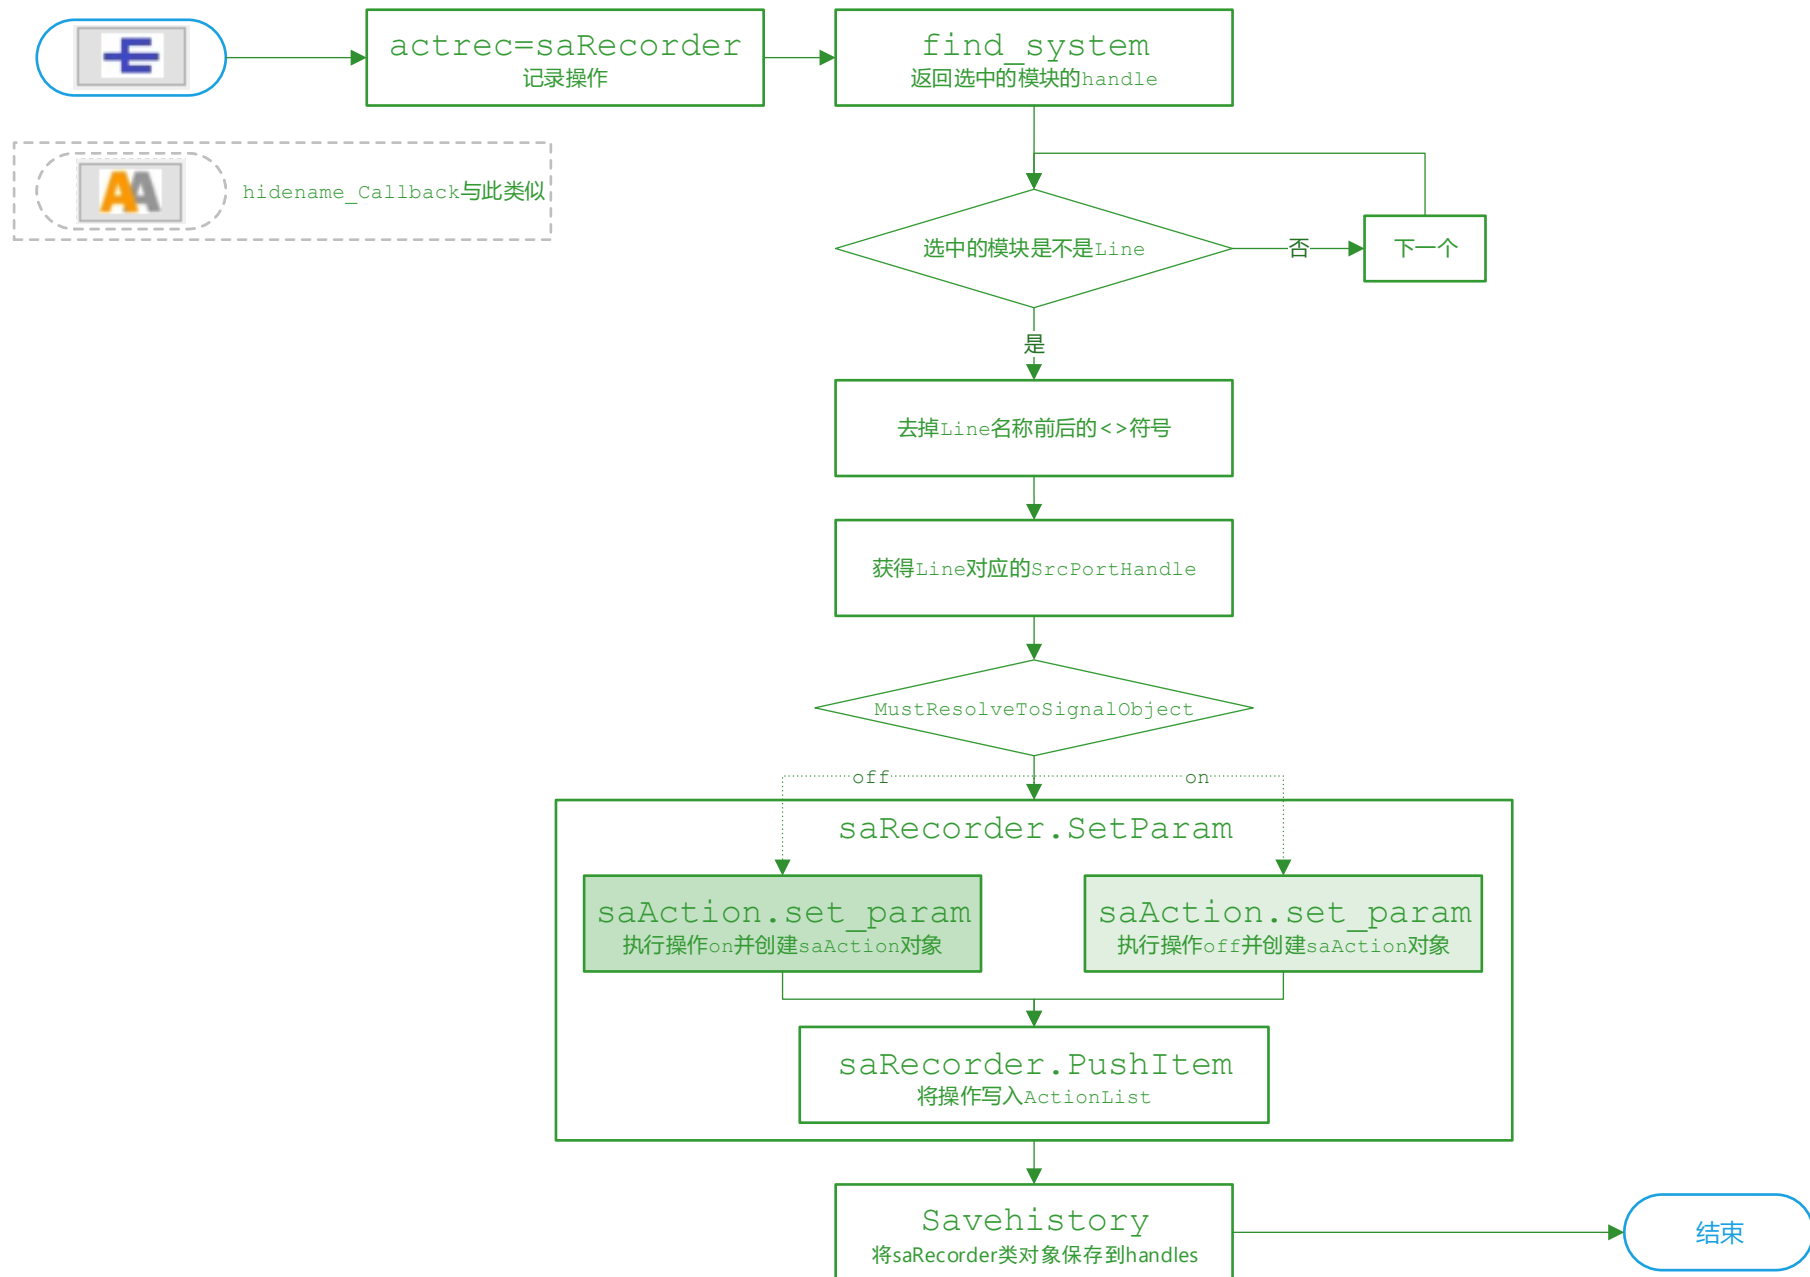 actrec=saRecorder
记录操作
find_system
返回选中的模块的handle
AA
hidename_Callback与此类似
选中的模块是不是Line
否
下一个
是
去掉Line名称前后的<>符号
获得Line对应的SrcPortHandle
MustResolveToSignalObject
off
on
saRecorder.SetParam
saAction.set_param
执行操作on并创建saAction对象
saAction.set_param
执行操作off并创建saAction对象
saRecorder.PushItem
将操作写入ActionList
Savehistory
将saRecorder类对象保存到handles
结束